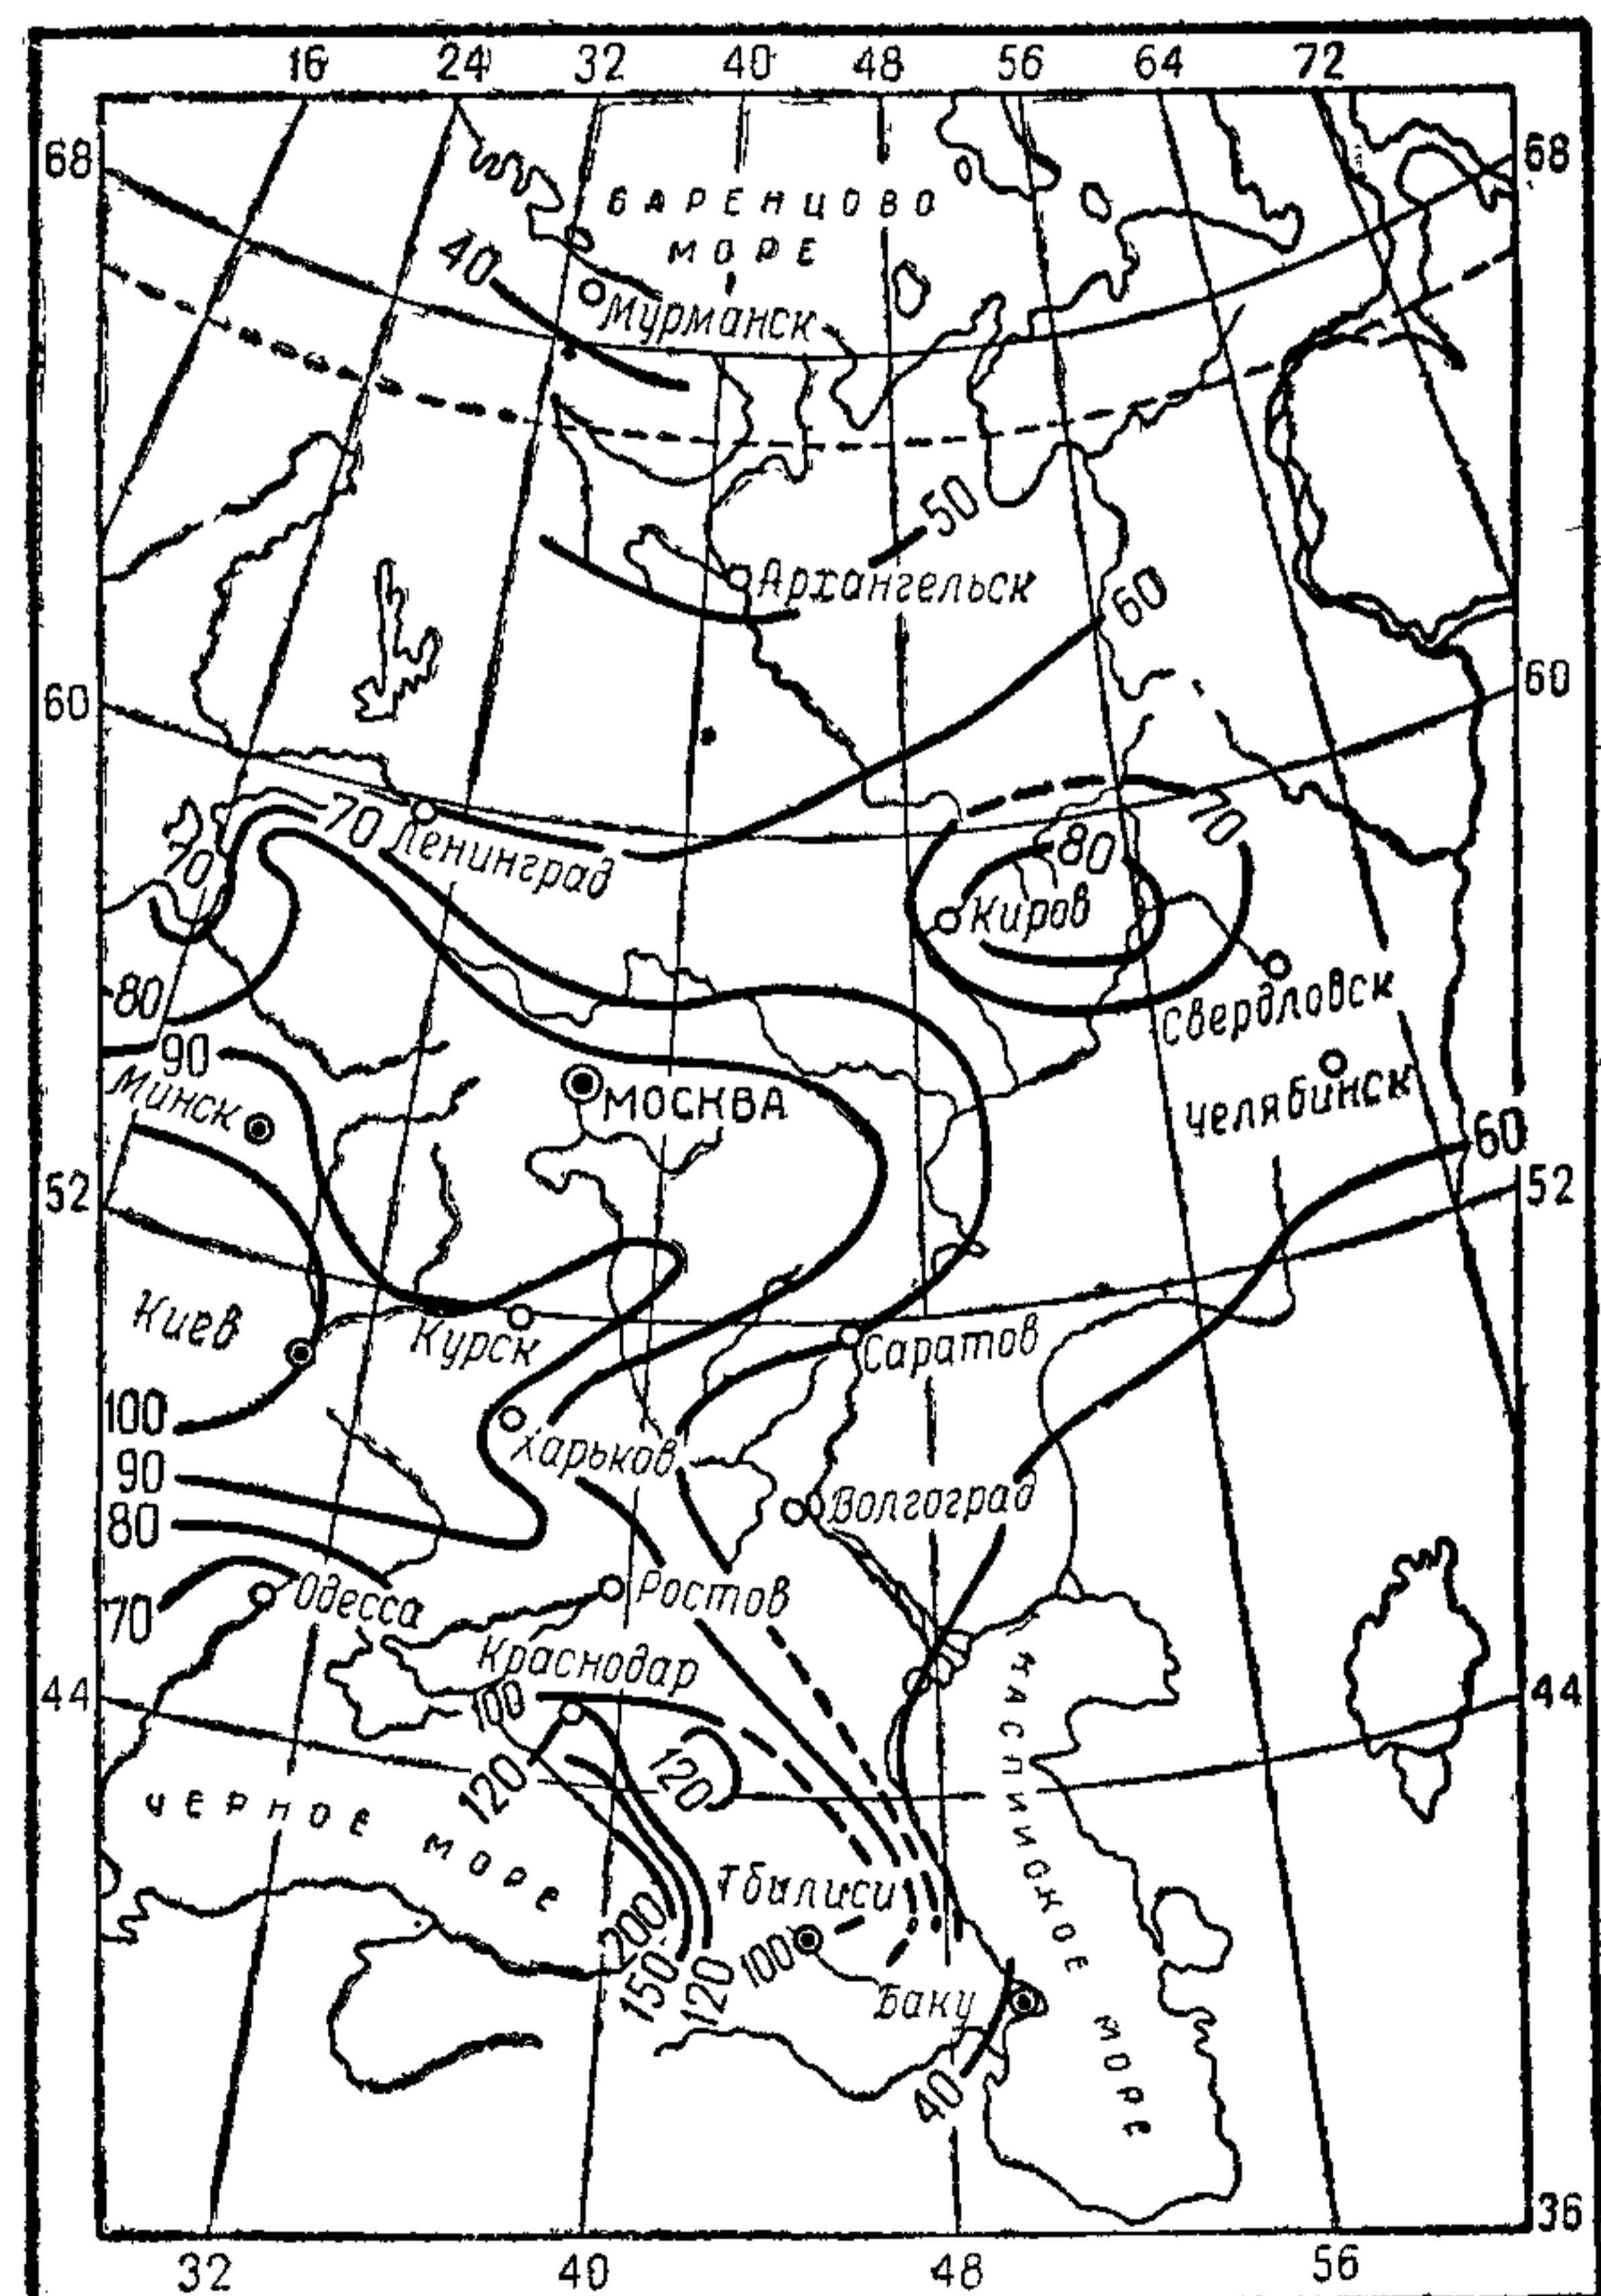 16 24 32 40 48 56 64 72
68 68
БАРЕНЦОВО
МОРЕ
40
Мурманск
50
Архангельск
60
60 60
70
Ленинград
70
70
80
Киров
80
Свердловск
90
Минск
МОСКВА
Челябинск
60
52 52
Киев
Курск
Саратов
100
Харьков
90
Волгоград
80
Одесса
Ростов
70
Краснодар
44 44
100
120
120
ЧЕРНОЕ МОРЕ
КАСПИЙСКОЕ МОРЕ
Тбилиси
200
150
120
100
Баку
40
36
32 40 48 56